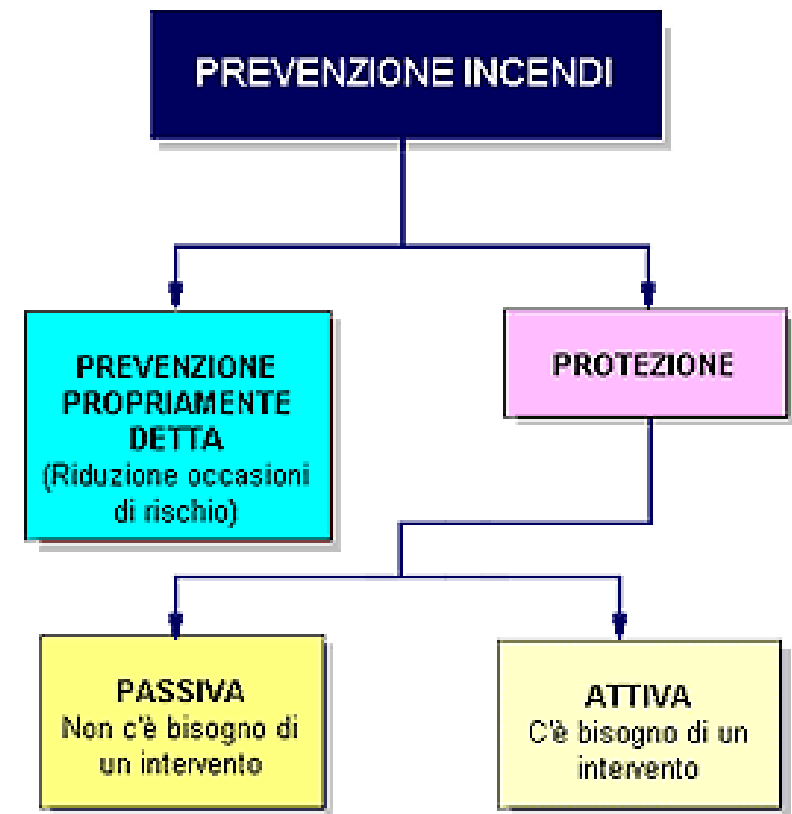 PREVENZIONE INCENDI
PREVENZIONE
PROPRIAMENTE
DETTA
(Riduzione occasioni
di rischio)
PROTEZIONE
PASSIVA
Non c'è bisogno di
un intervento
ATTIVA
C'è bisogno di un
intervento